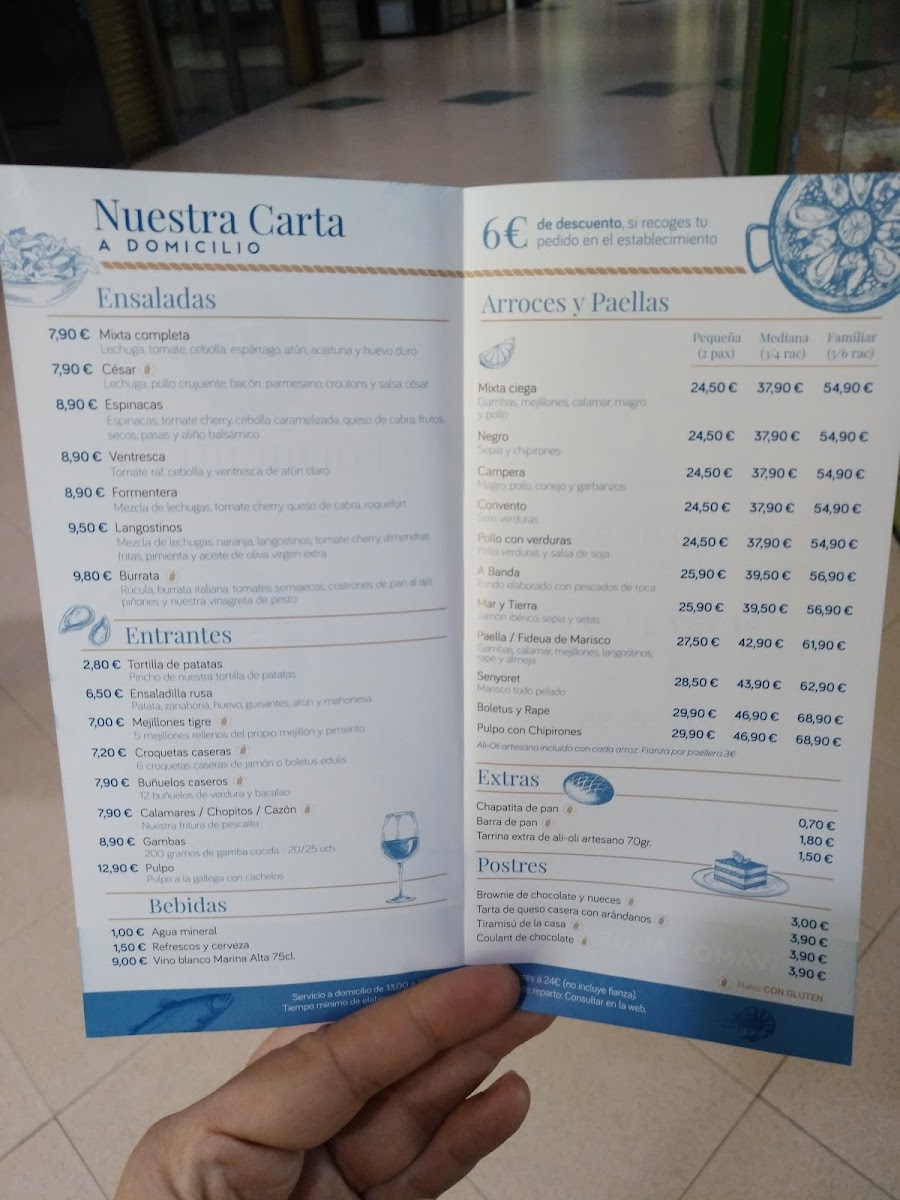 Nuestra Carta
A DOMICILIO
Ensaladas
7,90 € Mixta completa
Lechuga, tomate, cebolla, espárrago, atún, aceituna y huevo duro
7,90 € César
Lechuga, pollo crujiente, bacón, parmesano, croutons y salsa césar
8,90 € Espinacas
Espinacas, tomate cherry, cebolla caramelizada, queso de cabra, frutos
secos, pasas y aliño balsámico
8,90 € Ventresca
Tomate raf, cebolla y ventresca de atún claro
8,90 € Formentera
Mezcla de lechugas, tomate cherry, queso de cabra, roquefort
9,50 € Langostinos
Mezcla de lechugas, naranja, langostinos, tomate cherry, almendras
fritas, pimienta y aceite de oliva virgen extra
9,80 € Burrata
Rúcula, burrata italiana, tomates semisecos, costrones de pan al ajo,
piñones y nuestra vinagreta de pesto
Entrantes
2,80 € Tortilla de patatas
Pincho de nuestra tortilla de patatas
6,50 € Ensaladilla rusa
Patata, zanahoria, huevo, guisantes, atún y mahonesa
7,00 € Mejillones tigre
5 mejillones rellenos del propio mejillón y pimiento
7,20 € Croquetas caseras
6 croquetas caseras de jamón o boletus edulis
7,90 € Buñuelos caseros
12 buñuelos de verdura y bacalao
7,90 € Calamares / Chopitos / Cazón
Nuestra fritura de pescaito
8,90 € Gambas
200 gramos de gamba cocida - 20/25 uds
12,90 € Pulpo
Pulpo a la gallega con cachelos
Bebidas
1,00 € Agua mineral
1,50 € Refrescos y cerveza
9,00 € Vino blanco Marina Alta 75cl.
Servicio a domicilio de 13:00 a
Tiempo mínimo de
6€ de descuento, si recoges tu
pedido en el establecimiento
Arroces y Paellas
Pequeña Mediana Familiar
(2 pax) (3/4 rac) (5/6 rac)
Mixta ciega 24,50 € 37,90 € 54,90 €
Gambas, mejillones, calamar, magro
y pollo
Negro 24,50 € 37,90 € 54,90 €
Sepia y chipirones
Campera 24,50 € 37,90 € 54,90 €
Magro, pollo, conejo y garbanzos
Convento 24,50 € 37,90 € 54,90 €
Solo verduras
Pollo con verduras 24,50 € 37,90 € 54,90 €
Pollo, verduras y salsa de soja
A Banda 25,90 € 39,50 € 56,90 €
Fondo elaborado con pescados de roca
Mar y Tierra 25,90 € 39,50 € 56,90 €
Jamón ibérico, sepia y setas
Paella / Fideua de Marisco 27,50 € 42,90 € 61,90 €
Gambas, calamar, mejillones, langostinos,
rape y almeja
Senyoret 28,50 € 43,90 € 62,90 €
Marisco todo pelado
Boletus y Rape 29,90 € 46,90 € 68,90 €
Pulpo con Chipirones 29,90 € 46,90 € 68,90 €
Ali-Oli artesano incluido con cada arroz. Fianza por paellera 3€
Extras
Chapatita de pan 0,70 €
Barra de pan 1,80 €
Tarrina extra de ali-oli artesano 70gr. 1,50 €
Postres
Brownie de chocolate y nueces 3,00 €
Tarta de queso casera con arándanos 3,90 €
Tiramisú de la casa 3,90 €
Coulant de chocolate 3,90 €
Platos CON GLUTEN
a 24€ (no incluye fianza).
reparto: Consultar en la web.